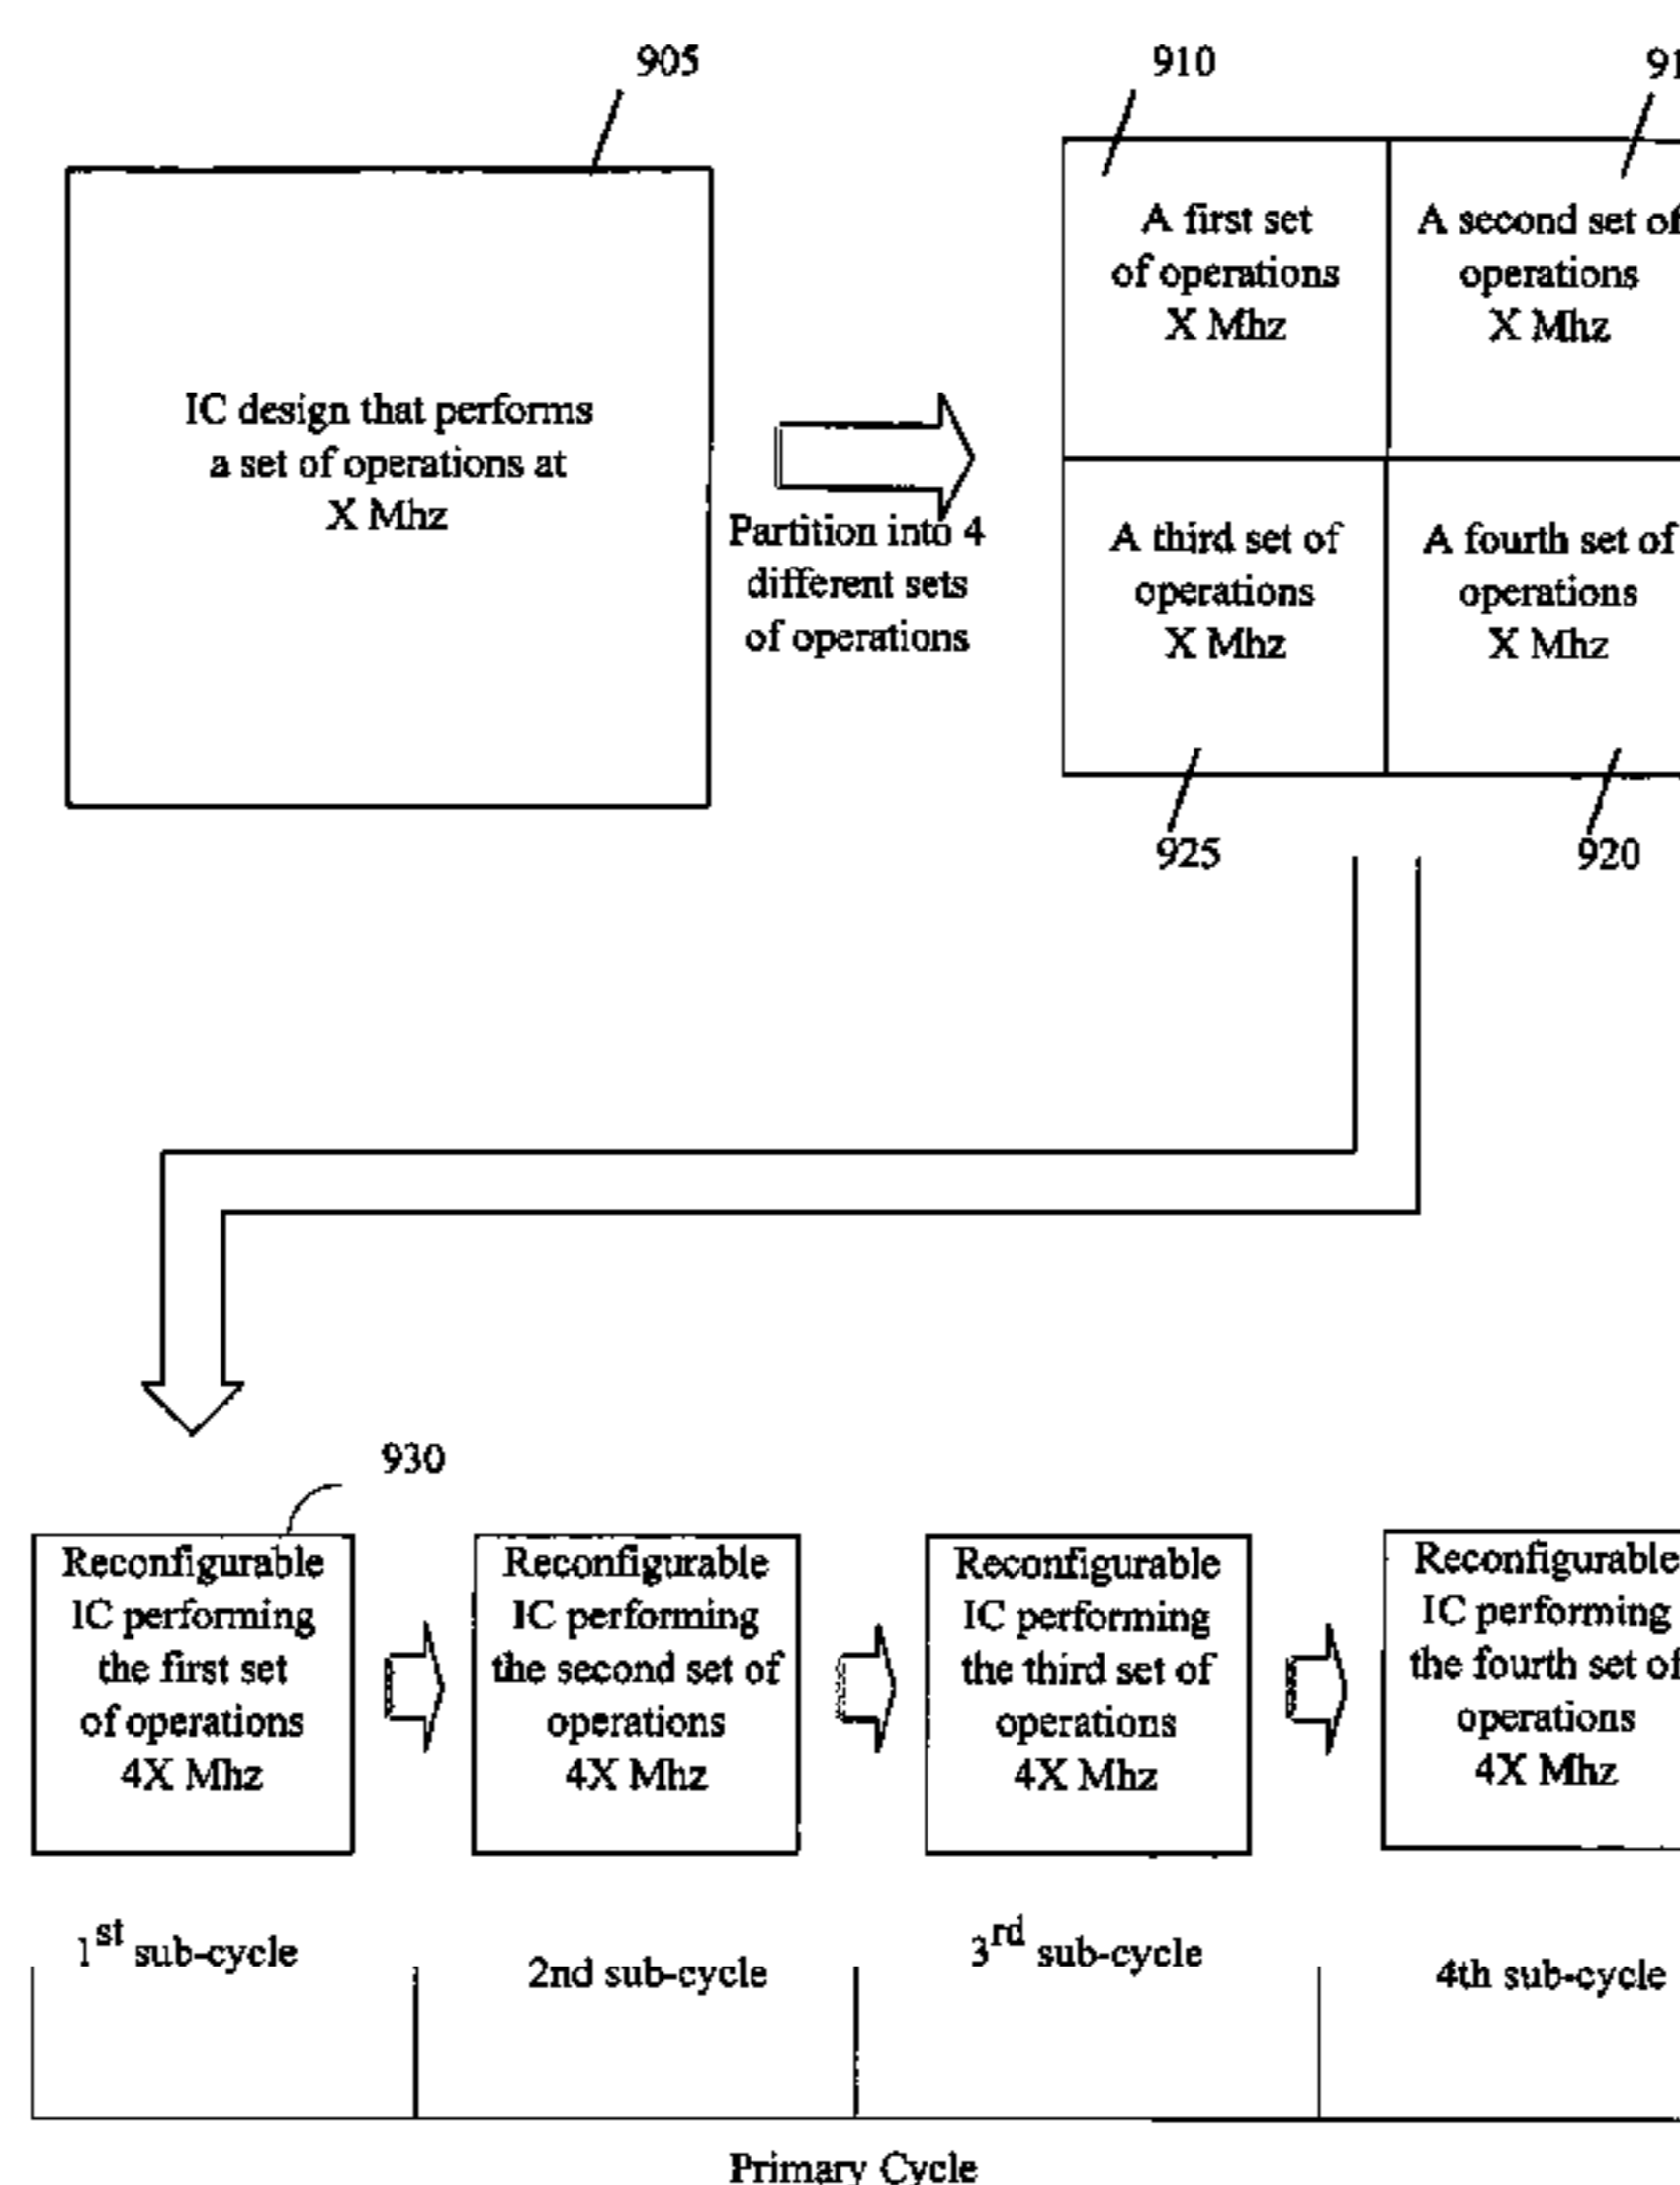 905
910
IC design that performs
a set of operations at
X Mhz
Partition into 4
different sets
of operations
A first set
of operations
X Mhz
A second set of
operations
X Mhz
A third set of
operations
X Mhz
A fourth set of
operations
X Mhz
925
920
930
Reconfigurable
IC performing
the first set
of operations
4X Mhz
Reconfigurable
IC performing
the second set of
operations
4X Mhz
Reconfigurable
IC performing
the third set of
operations
4X Mhz
Reconfigurable
IC performing
the fourth set of
operations
4X Mhz
1st sub-cycle
2nd sub-cycle
3rd sub-cycle
4th sub-cycle
Primary Cycle